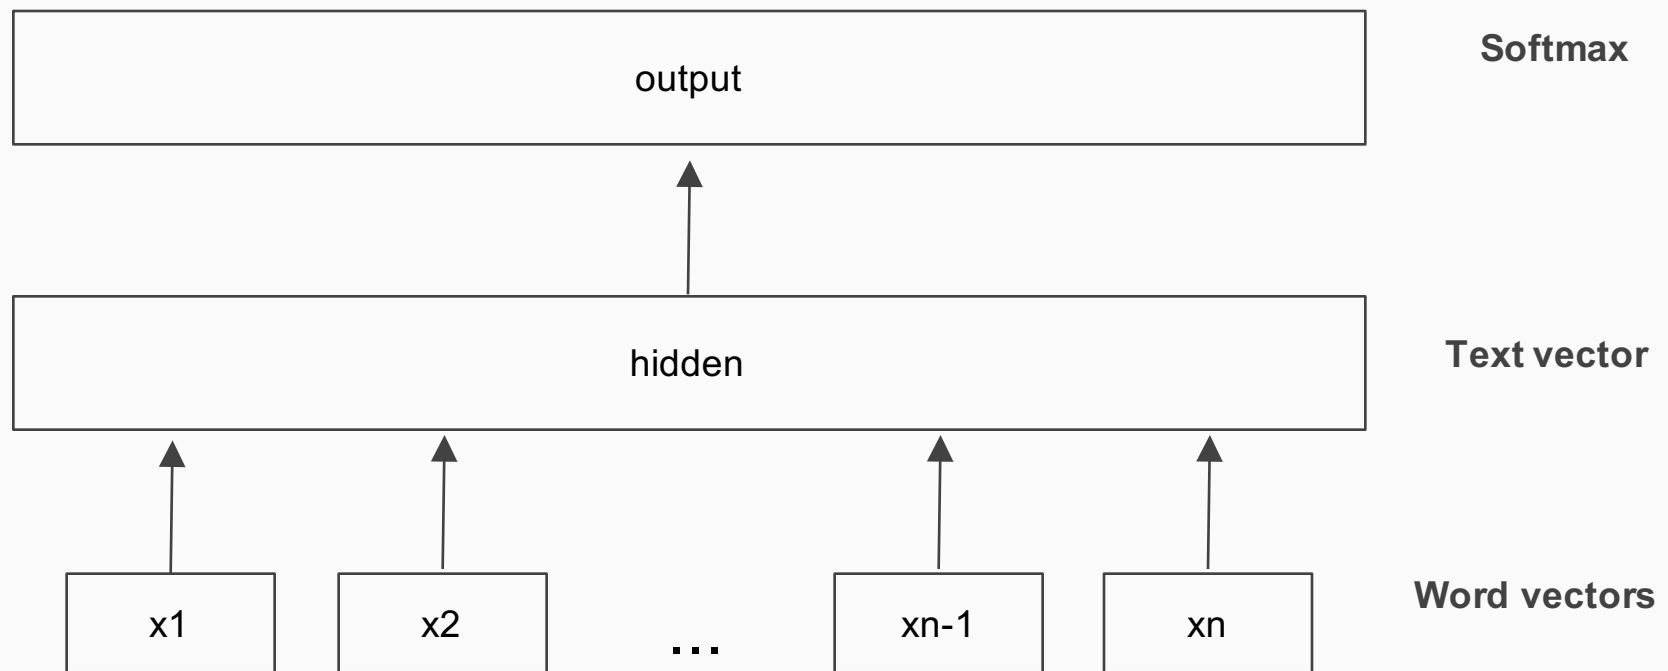 output
Softmax
hidden
Text vector
x1
x2
...
xn-1
xn
Word vectors